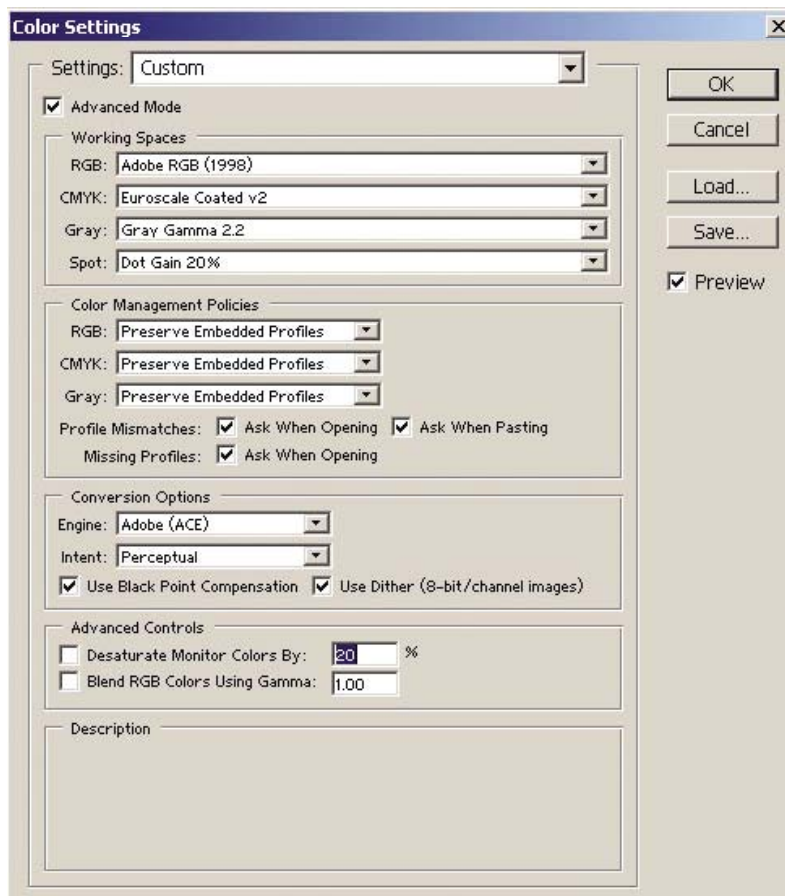 Color Settings
Settings: Custom
OK
Advanced Mode
Cancel
Working Spaces
RGB: Adobe RGB (1998)
CMYK: Euroscale Coated v2
Load...
Gray: Gray Gamma 2.2
Save...
Spot: Dot Gain 20%
Preview
Color Management Policies
RGB: Preserve Embedded Profiles
CMYK: Preserve Embedded Profiles
Gray: Preserve Embedded Profiles
Profile Mismatches: Ask When Opening Ask When Pasting
Missing Profiles: Ask When Opening
Conversion Options
Engine: Adobe (ACE)
Intent: Perceptual
Use Black Point Compensation Use Dither (8-bit/channel images)
Advanced Controls
Desaturate Monitor Colors By: 20 %
Blend RGB Colors Using Gamma: 1.00
Description